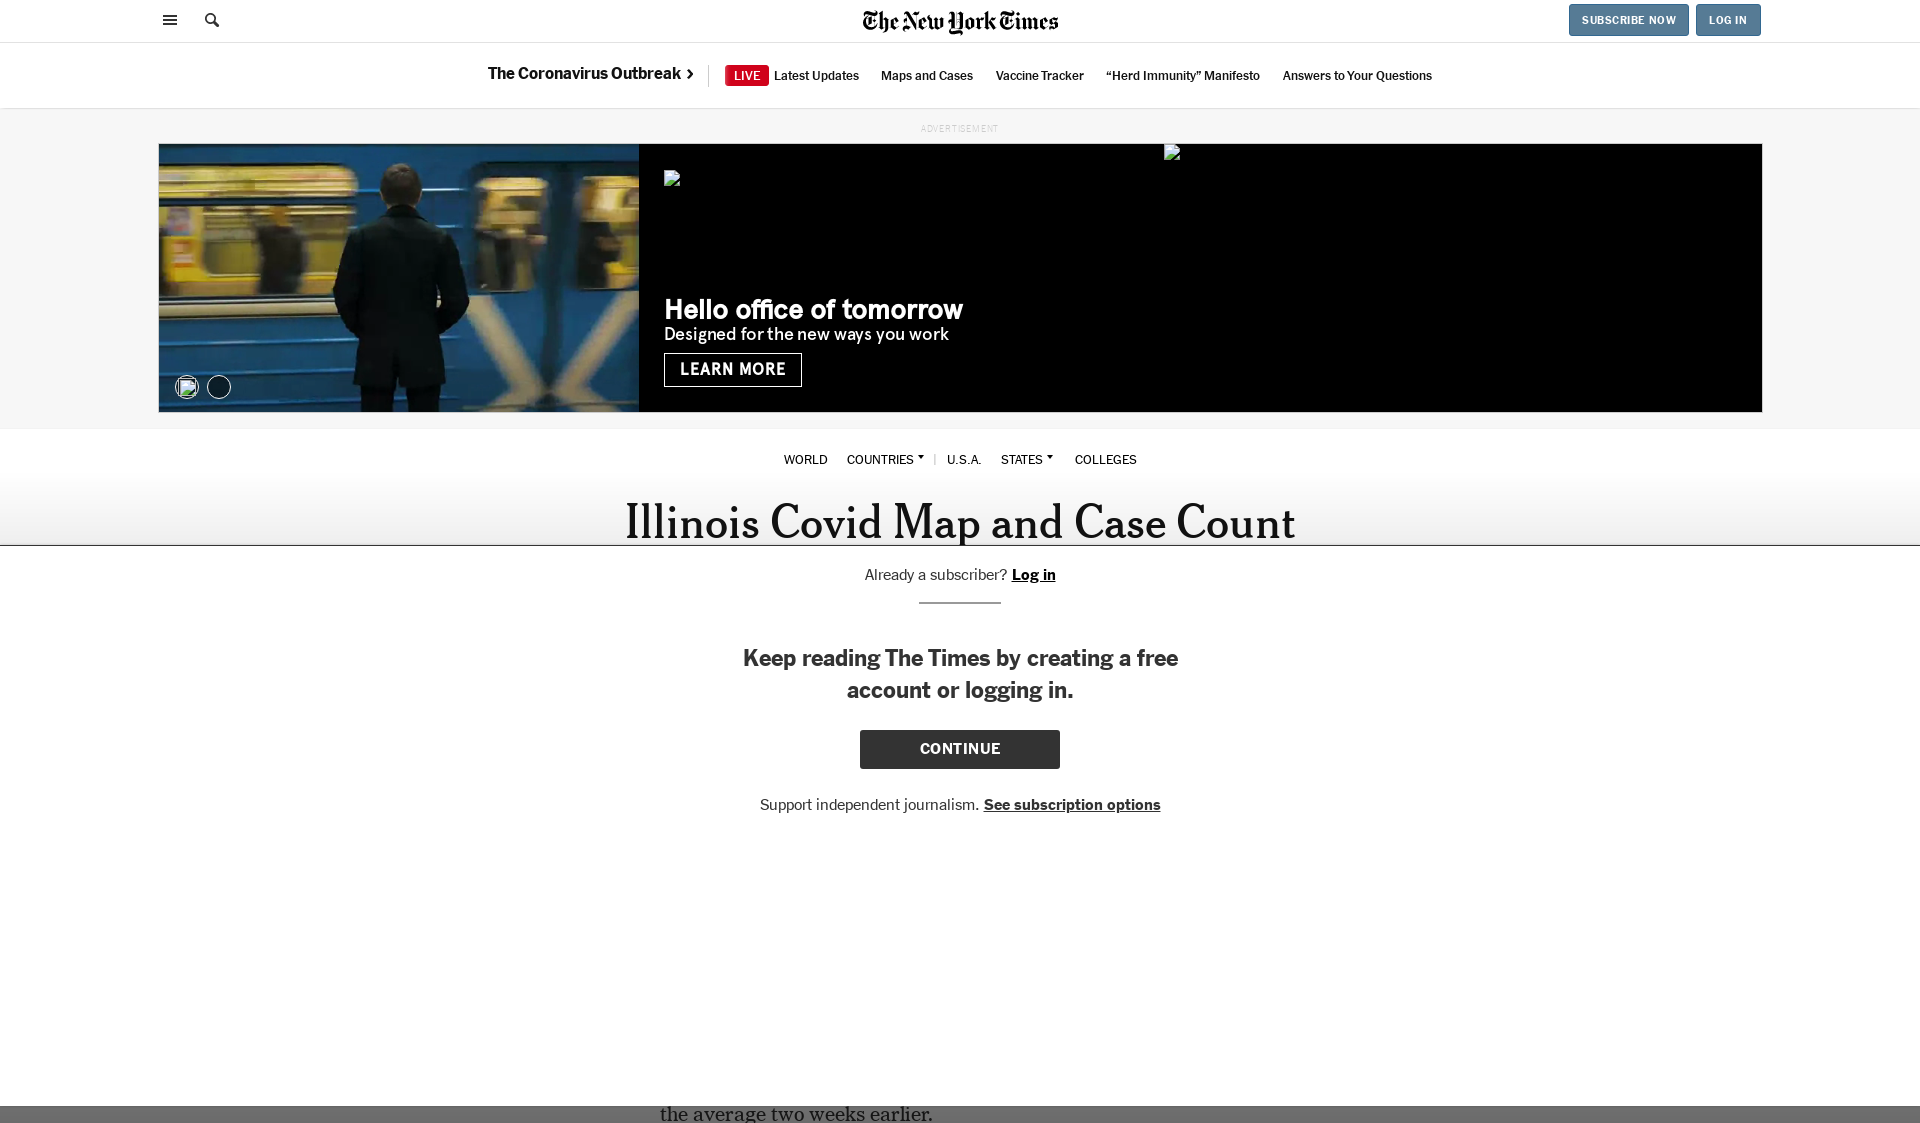 The New York Times
SUBSCRIBE NOW
LOG IN
The Coronavirus Outbreak
LIVE Latest Updates
Maps and Cases
Vaccine Tracker
“Herd Immunity” Manifesto
Answers to Your Questions
ADVERTISEMENT
Hello office of tomorrow
Designed for the new ways you work
LEARN MORE
WORLD
COUNTRIES
U.S.A.
STATES
COLLEGES
Illinois Covid Map and Case Count
Already a subscriber? Log in
Keep reading The Times by creating a free
account or logging in.
CONTINUE
Support independent journalism. See subscription options
the average two weeks earlier.